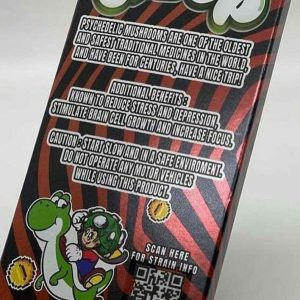 PSYCHEDELIC MUSHROOMS ARE ONE OF THE OLDEST
AND SAFEST TRADITIONAL MEDICINES IN THE WORLD,
AND HAVE BEEN FOR CENTURIES, HAVE A NICE TRIP!
ADDITIONAL BENEFITS :
KNOWN TO REDUCE STRESS AND DEPRESSION,
STIMULATE BRAIN CELL GROWTH AND INCREASE FOCUS.
CAUTION : START SLOW AND IN A SAFE ENVIRMENT.
DO NOT OPERATE AND MOTOR VEHICLES
WHILE USING THIS PRODUCT.
SCAN HERE
FOR STRAIN INFO